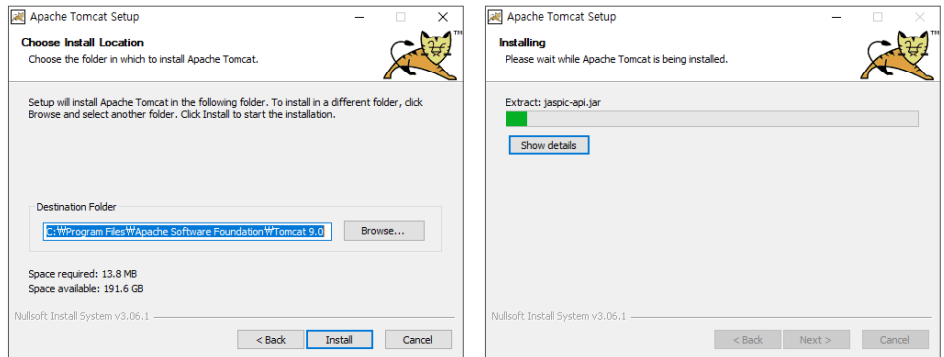 Apache Tomcat Setup
Choose Install Location
Choose the folder in which to install Apache Tomcat.
TM
Setup will install Apache Tomcat in the following folder. To install in a different folder, click
Browse and select another folder. Click Install to start the installation.
Destination Folder
C:₩Program Files₩Apache Software Foundation₩Tomcat 9.0
Browse...
Space required: 13.8 MB
Space available: 191.6 GB
Nullsoft Install System v3.06.1
< Back
Install
Cancel
Apache Tomcat Setup
Installing
Please wait while Apache Tomcat is being installed.
TM
Extract: jaspic-api.jar
Show details
Nullsoft Install System v3.06.1
< Back
Next >
Cancel